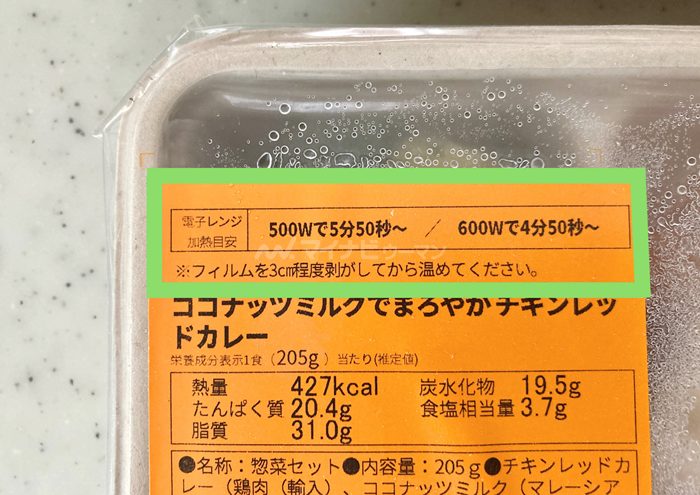 電子レンジ 500Wで5分50秒〜 / 600Wで4分50秒〜
加熱目安
マイナビウーマン
※フィルムを3cm程度剥がしてから温めてください。
ココナッツミルクでまろやかチキンレッ
ドカレー
栄養成分表示1食(205g)当たり(推定値)
熱量 427kcal 炭水化物 19.5g
たんぱく質 20.4g 食塩相当量 3.7g
脂質 31.0g
●名称:惣菜セット●内容量:205g●チキンレッドカ
レー(鶏肉(輸入)、ココナッツミルク(マレーシア